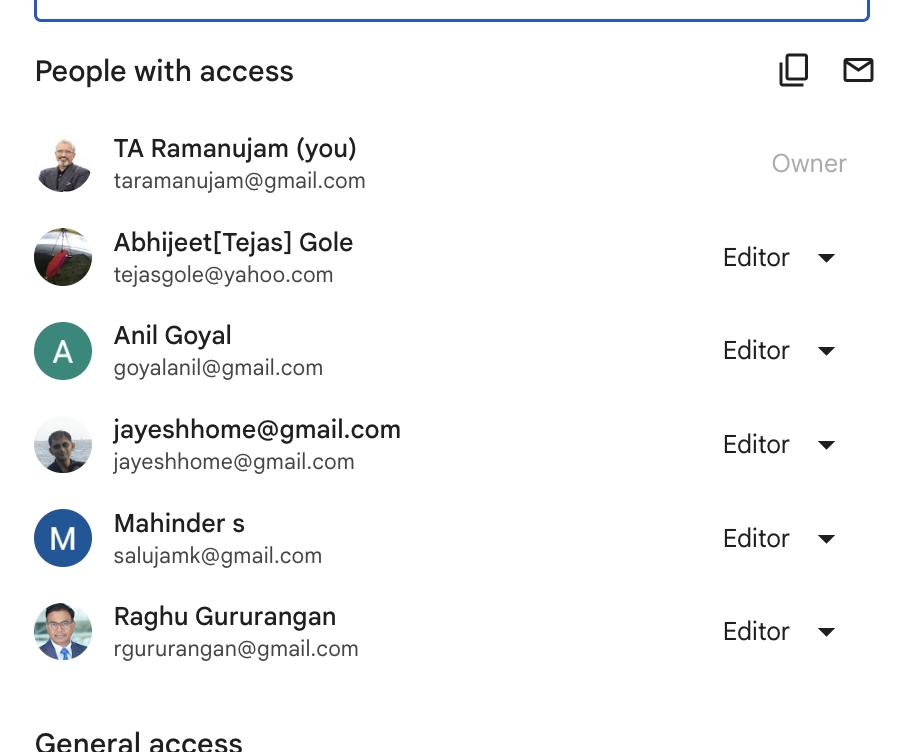 People with access
TA Ramanujam (you)
taramanujam@gmail.com
Owner
Abhijeet[Tejas] Gole
tejasgole@yahoo.com
Editor
A
Anil Goyal
goyalanil@gmail.com
Editor
jayeshhome@gmail.com
jayeshhome@gmail.com
Editor
M
Mahinder s
salujamk@gmail.com
Editor
Raghu Gururangan
rgururangan@gmail.com
Editor
General access